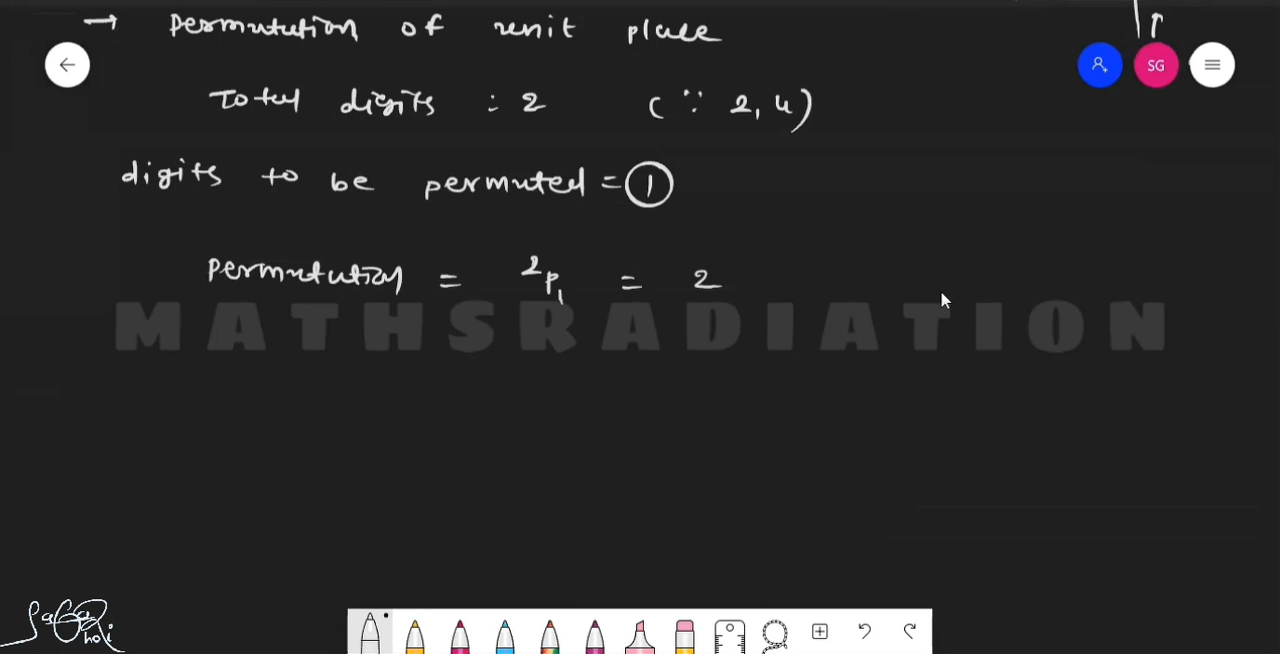 → Permutation of unit place
SG
Total digits : 2 (∵ 2, 4)
digits to be permuted = 1
Permutation = ²P₁ = 2
MATHSRADIATION